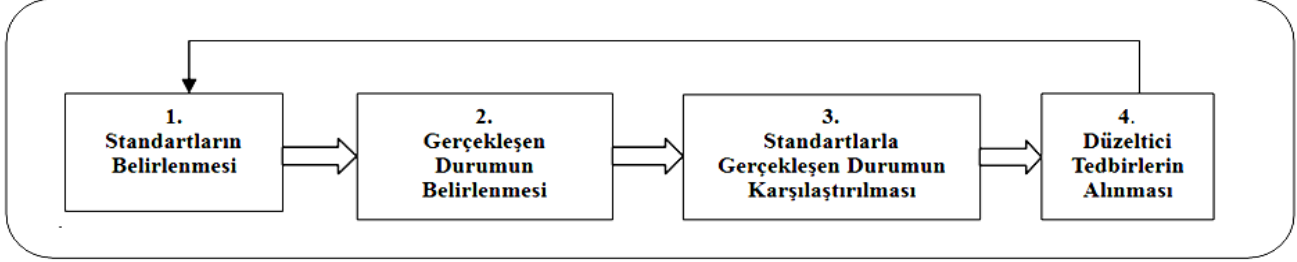 1.
Standartların
Belirlenmesi
2.
Gerçekleşen
Durumun
Belirlenmesi
3.
Standartlarla
Gerçekleşen Durumun
Karşılaştırılması
4.
Düzeltici
Tedbirlerin
Alınması